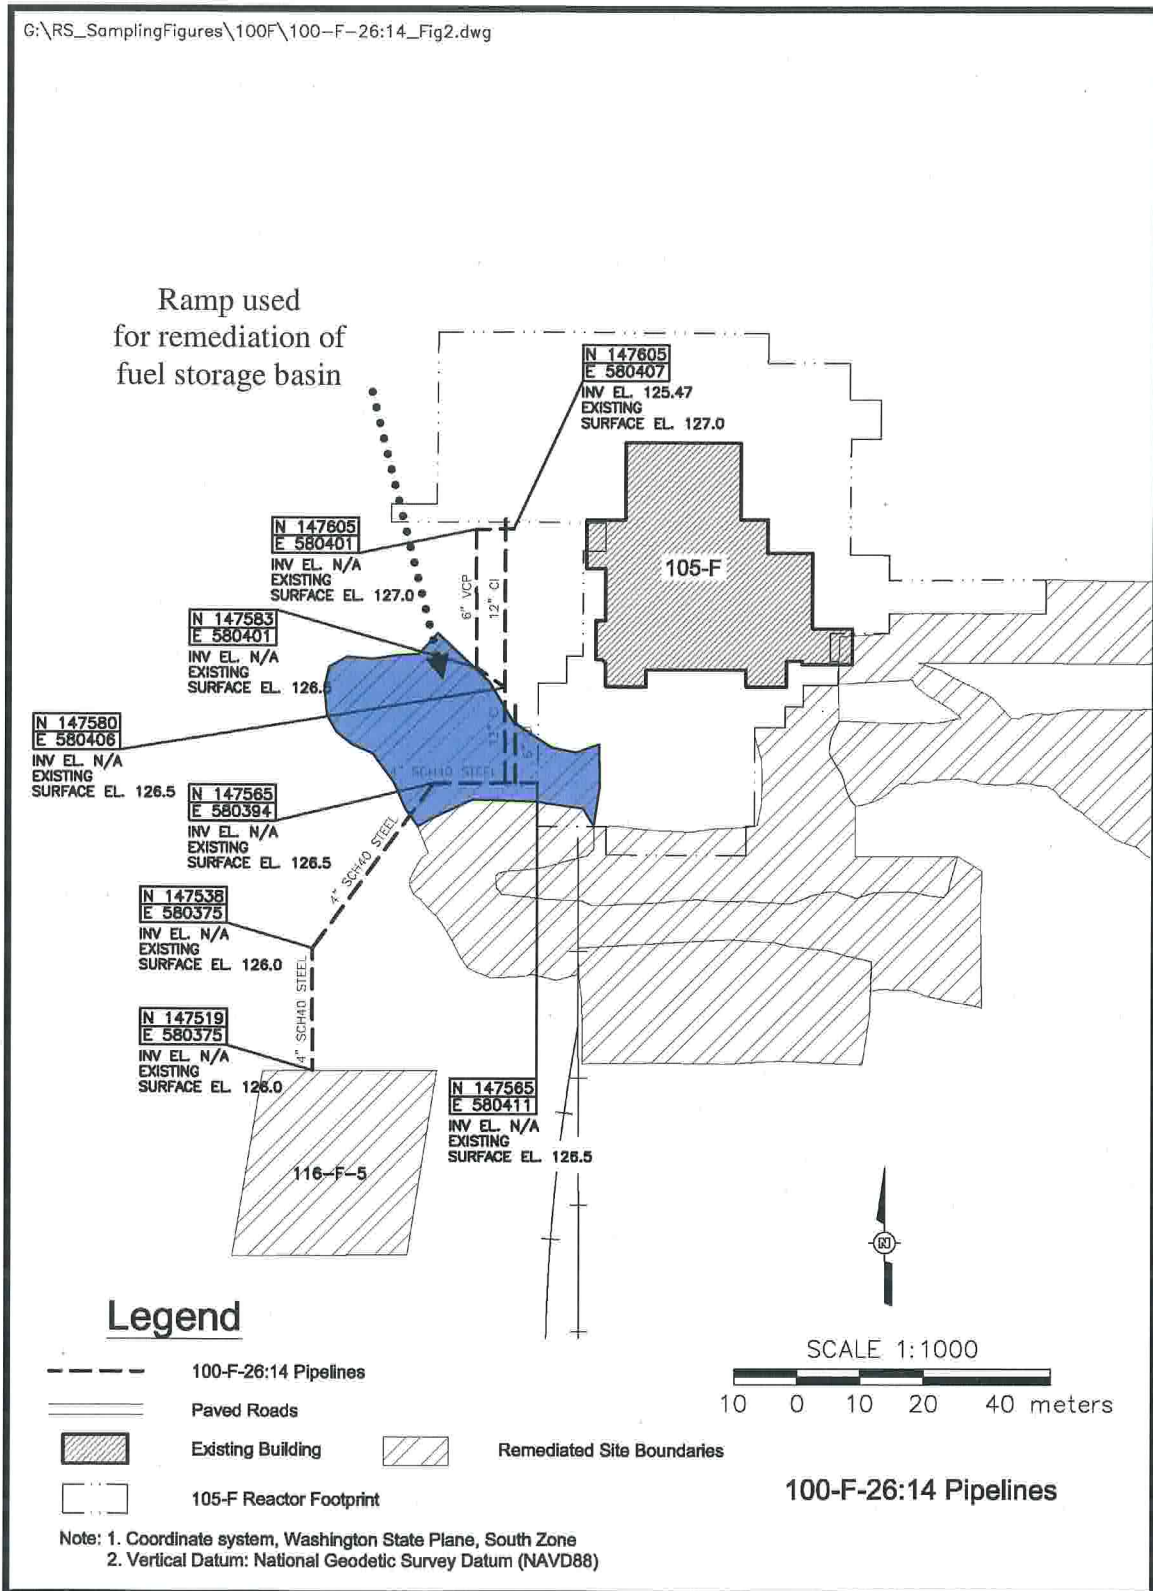 G:\RS_SamplingFigures\100F\100-F-26:14_Fig2.dwg
Ramp used
for remediation of
fuel storage basin
N 147605
E 580407
INV EL. 125.47
EXISTING
SURFACE EL. 127.0
N 147605
E 580401
INV EL. N/A
EXISTING
SURFACE EL. 127.0
6" VCP
12" CI
105-F
N 147583
E 580401
INV EL. N/A
EXISTING
SURFACE EL. 126.5
N 147580
E 580406
INV EL. N/A
EXISTING
SURFACE EL. 126.5
12" CI
4" SCH40 STEEL
N 147565
E 580394
INV EL. N/A
EXISTING
SURFACE EL. 126.5
4" SCH40 STEEL
N 147538
E 580375
INV EL. N/A
EXISTING
SURFACE EL. 126.0
4" SCH40 STEEL
N 147519
E 580375
INV EL. N/A
EXISTING
SURFACE EL. 126.0
N 147565
E 580411
INV EL. N/A
EXISTING
SURFACE EL. 126.5
116-F-5
N
Legend
100-F-26:14 Pipelines
Paved Roads
Existing Building
Remediated Site Boundaries
105-F Reactor Footprint
SCALE 1:1000
10 0 10 20 40 meters
100-F-26:14 Pipelines
Note: 1. Coordinate system, Washington State Plane, South Zone
2. Vertical Datum: National Geodetic Survey Datum (NAVD88)